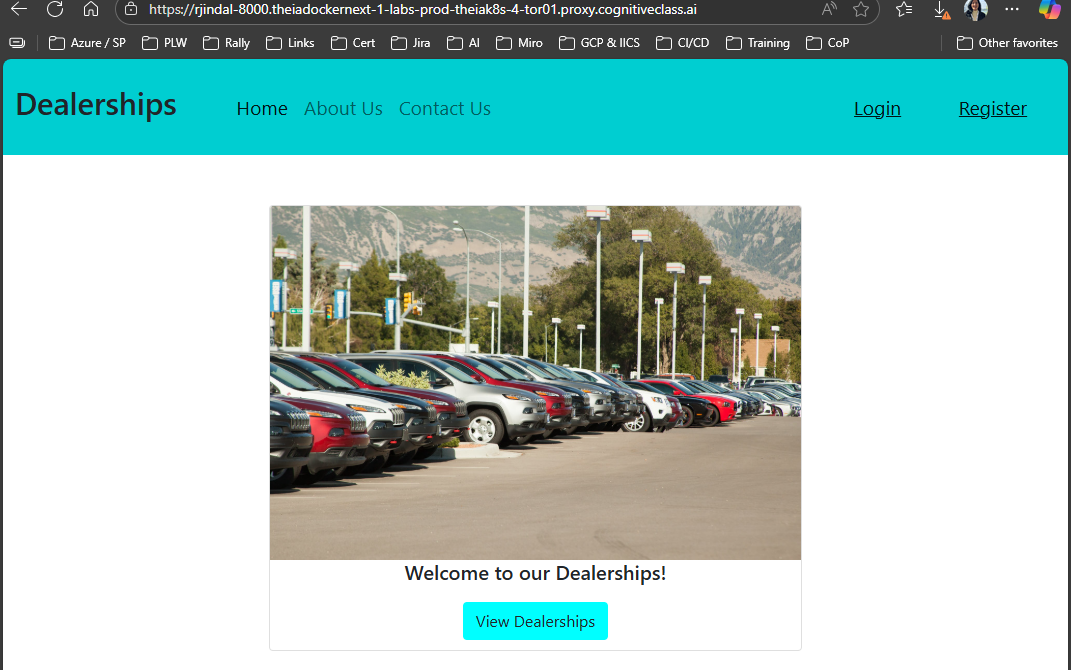 https://rjindal-8000.theiadockernext-1-labs-prod-theiak8s-4-tor01.proxy.cognitiveclass.ai
Azure / SP PLW Rally Links Cert Jira AI Miro GCP & IICS CI/CD Training CoP Other favorites
Dealerships Home About Us Contact Us Login Register
Welcome to our Dealerships!
View Dealerships